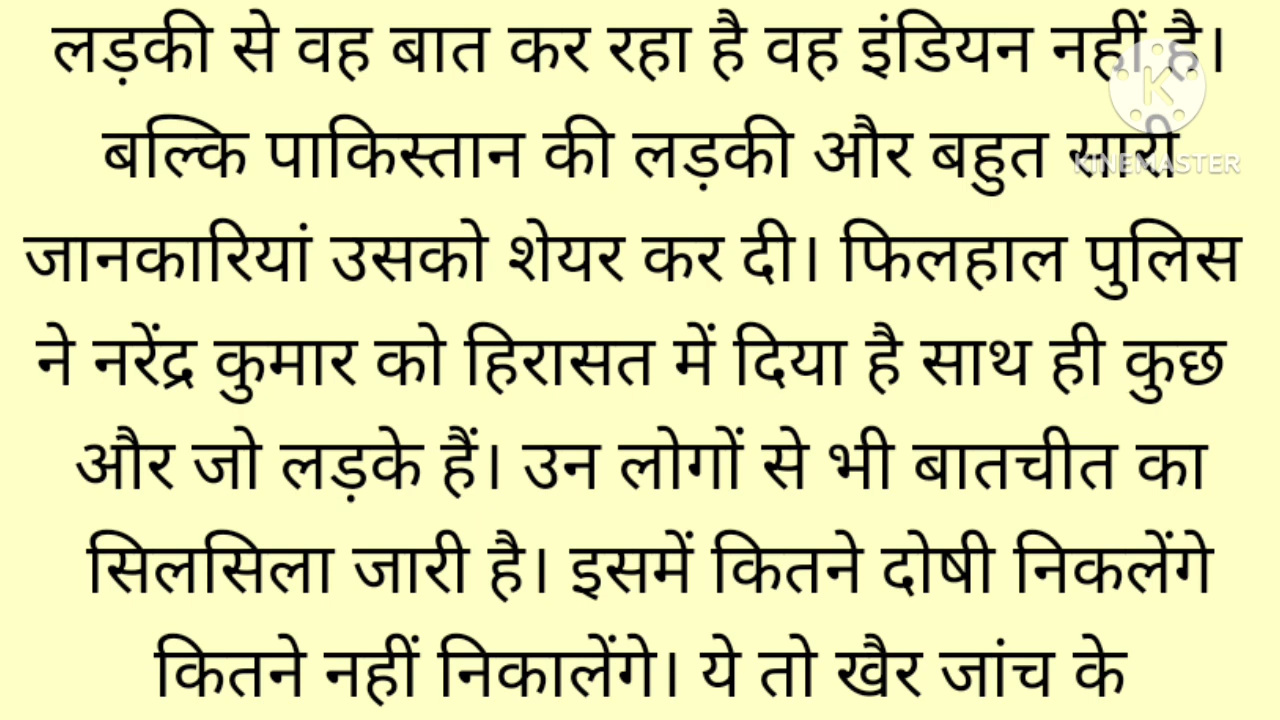 लड़की से वह बात कर रहा है वह इंडियन नहीं है।
बल्कि पाकिस्तान की लड़की और बहुत सारी
KINEMASTER
जानकारियां उसको शेयर कर दी। फिलहाल पुलिस
ने नरेंद्र कुमार को हिरासत में दिया है साथ ही कुछ
और जो लड़के हैं। उन लोगों से भी बातचीत का
सिलसिला जारी है। इसमें कितने दोषी निकलेंगे
कितने नहीं निकालेंगे। ये तो खैर जांच के